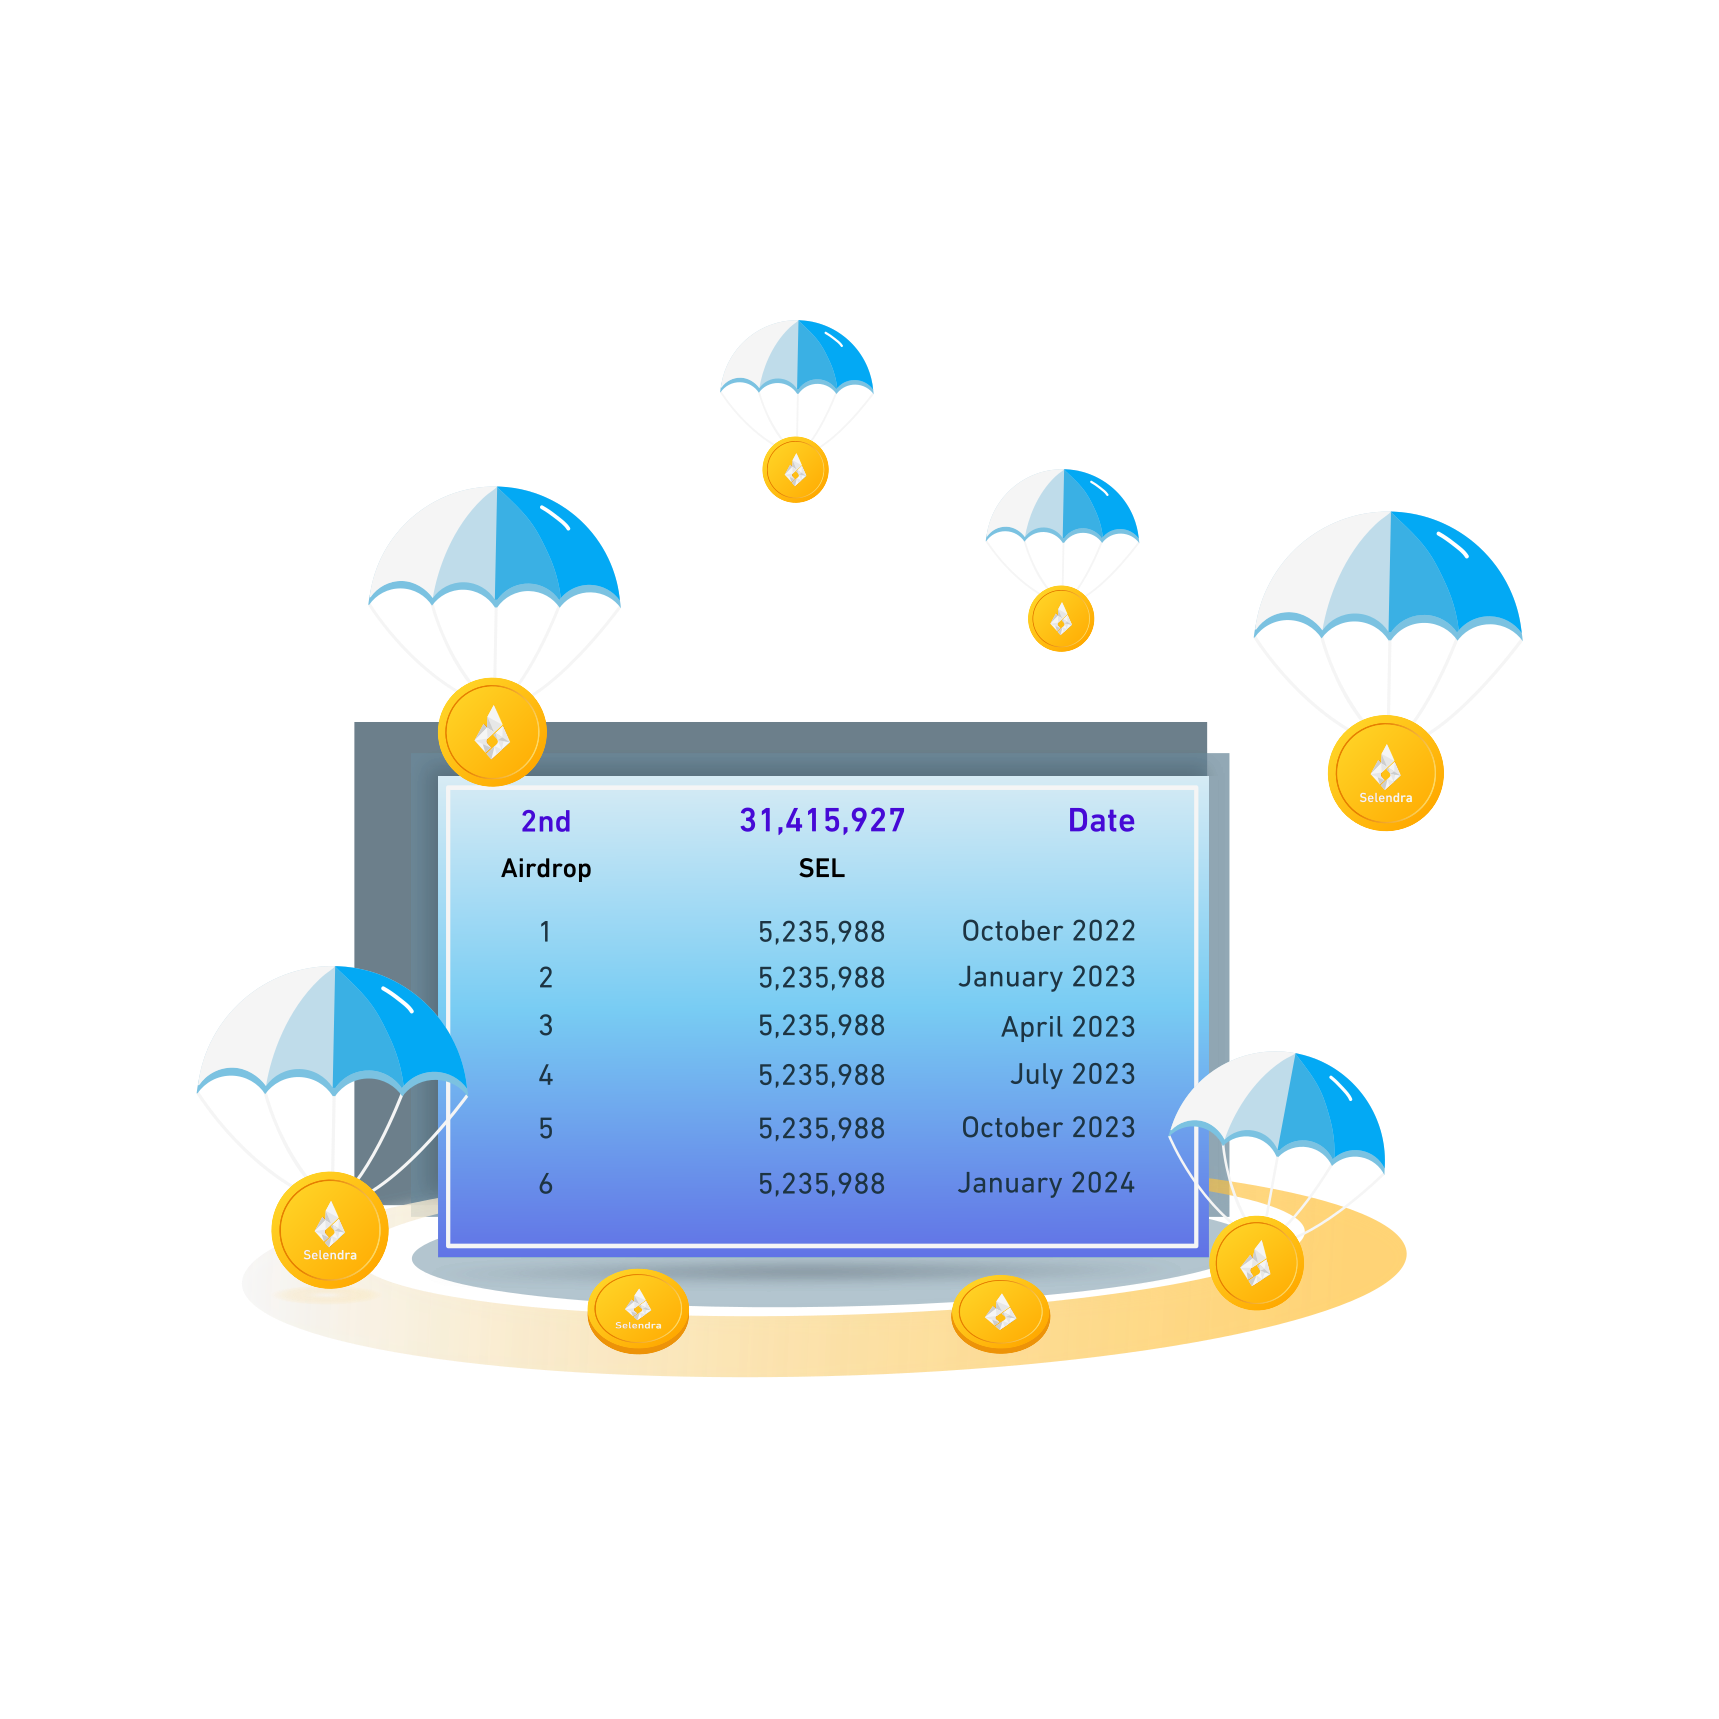 2nd 31,415,927 Date
Airdrop SEL
1 5,235,988 October 2022
2 5,235,988 January 2023
3 5,235,988 April 2023
4 5,235,988 July 2023
5 5,235,988 October 2023
6 5,235,988 January 2024
Selendra
Selendra
Selendra